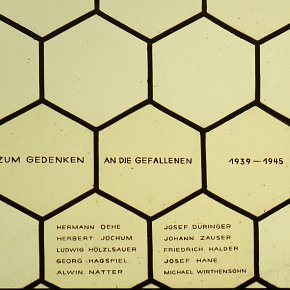 ZUM GEDENKEN AN DIE GEFALLENEN 1939 – 1945
HERMANN OEHE
HERBERT JOCHUM
LUDWIG HÖLZLSAUER
GEORG HAGSPIEL
ALWIN NATTER
JOSEF DÜRINGER
JOHANN ZAUSER
FRIEDRICH HALDER
JOSEF HANE
MICHAEL WIRTHENSOHN